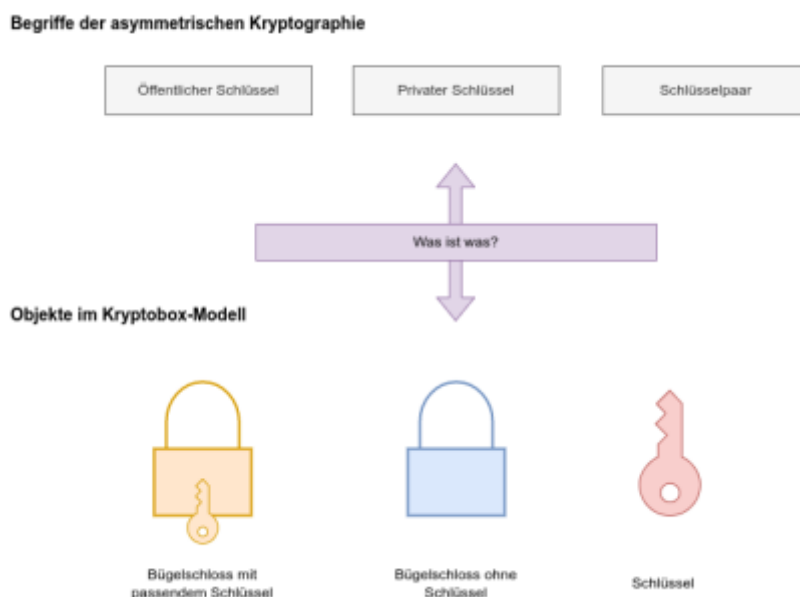 Begriffe der asymmetrischen Kryptographie
Öffentlicher Schlüssel
Privater Schlüssel
Schlüsselpaar
Was ist was?
Objekte im Kryptobox-Modell
Bügelschloss mit
passendem Schlüssel
Bügelschloss ohne
Schlüssel
Schlüssel